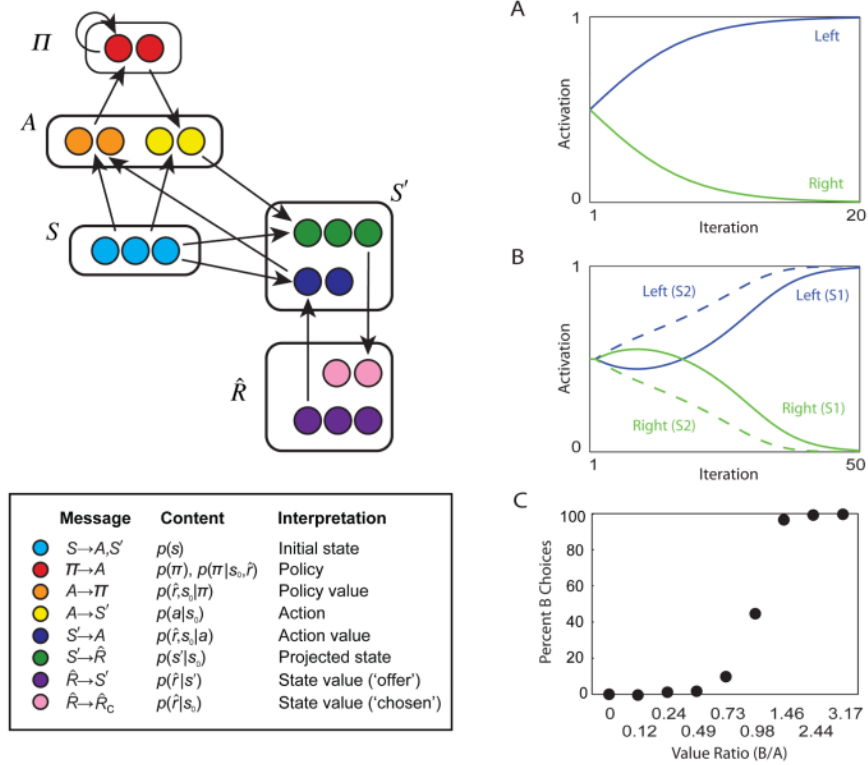 Π
A
S
S′
R̂
Message Content Interpretation
S→A,S′ p(s) Initial state
π→A p(π), p(π|s₀,r̂) Policy
A→π p(r̂,s₀|π) Policy value
A→S′ p(a|s₀) Action
S′→A p(r̂,s₀|a) Action value
S′→R̂ p(s′|s₀) Projected state
R̂→S′ p(r̂|s′) State value (‘offer’)
R̂→R̂c p(r̂|s₀) State value (‘chosen’)
A
1
Left
Activation
Right
0
1 20
Iteration
B
1
Left (S2)
Left (S1)
Activation
Right (S1)
Right (S2)
0
1 50
Iteration
C
100
80
60
40
20
0
Percent B Choices
0 0.24 0.73 1.46 3.17
0.12 0.49 0.98 2.44
Value Ratio (B/A)